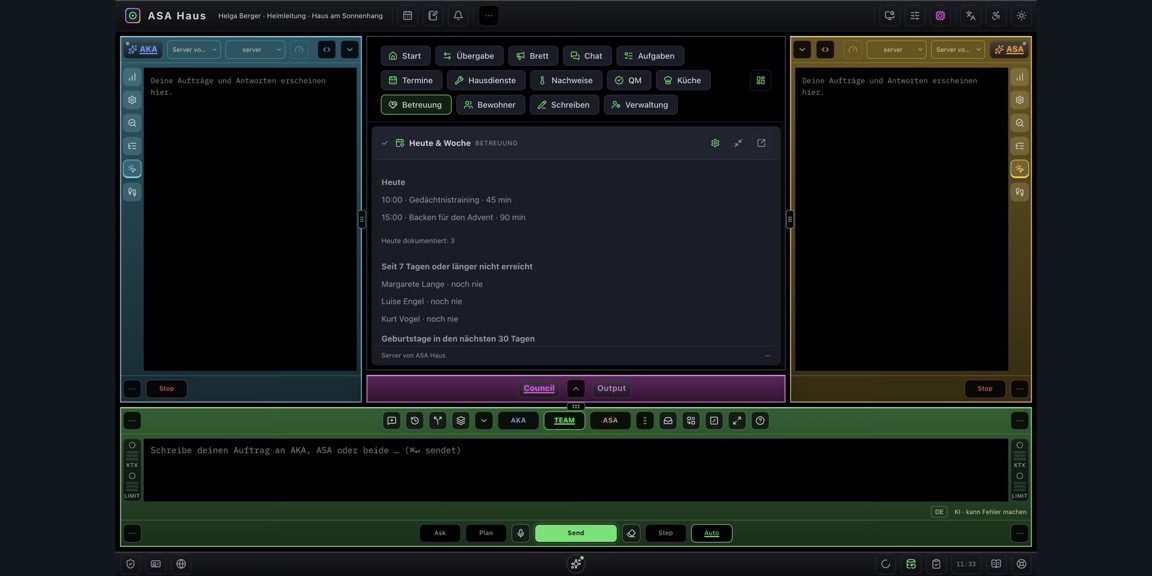 ASA Haus
Helga Berger · Heimleitung · Haus am Sonnenhang
AKA
Server vo...
server
Deine Aufträge und Antworten erscheinen
hier.
Stop
Start
Übergabe
Brett
Chat
Aufgaben
Termine
Hausdienste
Nachweise
QM
Küche
Betreuung
Bewohner
Schreiben
Verwaltung
Heute & Woche BETREUUNG
Heute
10:00 · Gedächtnistraining · 45 min
15:00 · Backen für den Advent · 90 min
Heute dokumentiert: 3
Seit 7 Tagen oder länger nicht erreicht
Margarete Lange · noch nie
Luise Engel · noch nie
Kurt Vogel · noch nie
Geburtstage in den nächsten 30 Tagen
Server von ASA Haus
Council
Output
server
Server vo...
ASA
Deine Aufträge und Antworten erscheinen
hier.
Stop
AKA
TEAM
ASA
KTX
LIMIT
Schreibe deinen Auftrag an AKA, ASA oder beide … (⌘↵ sendet)
KTX
LIMIT
DE KI · kann Fehler machen
Ask
Plan
Send
Step
Auto
11:33